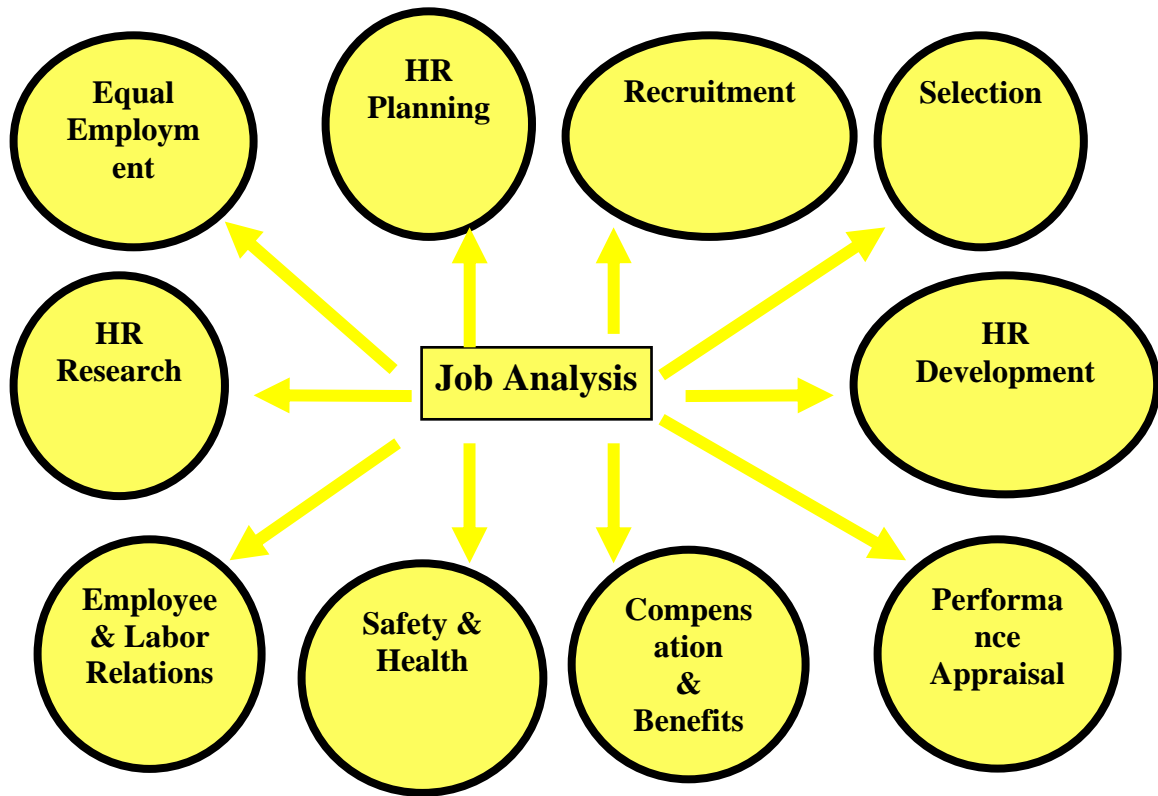 Equal
Employm
ent
HR
Planning
Recruitment
Selection
HR
Research
Job Analysis
HR
Development
Employee
& Labor
Relations
Safety &
Health
Compens
ation
&
Benefits
Performa
nce
Appraisal